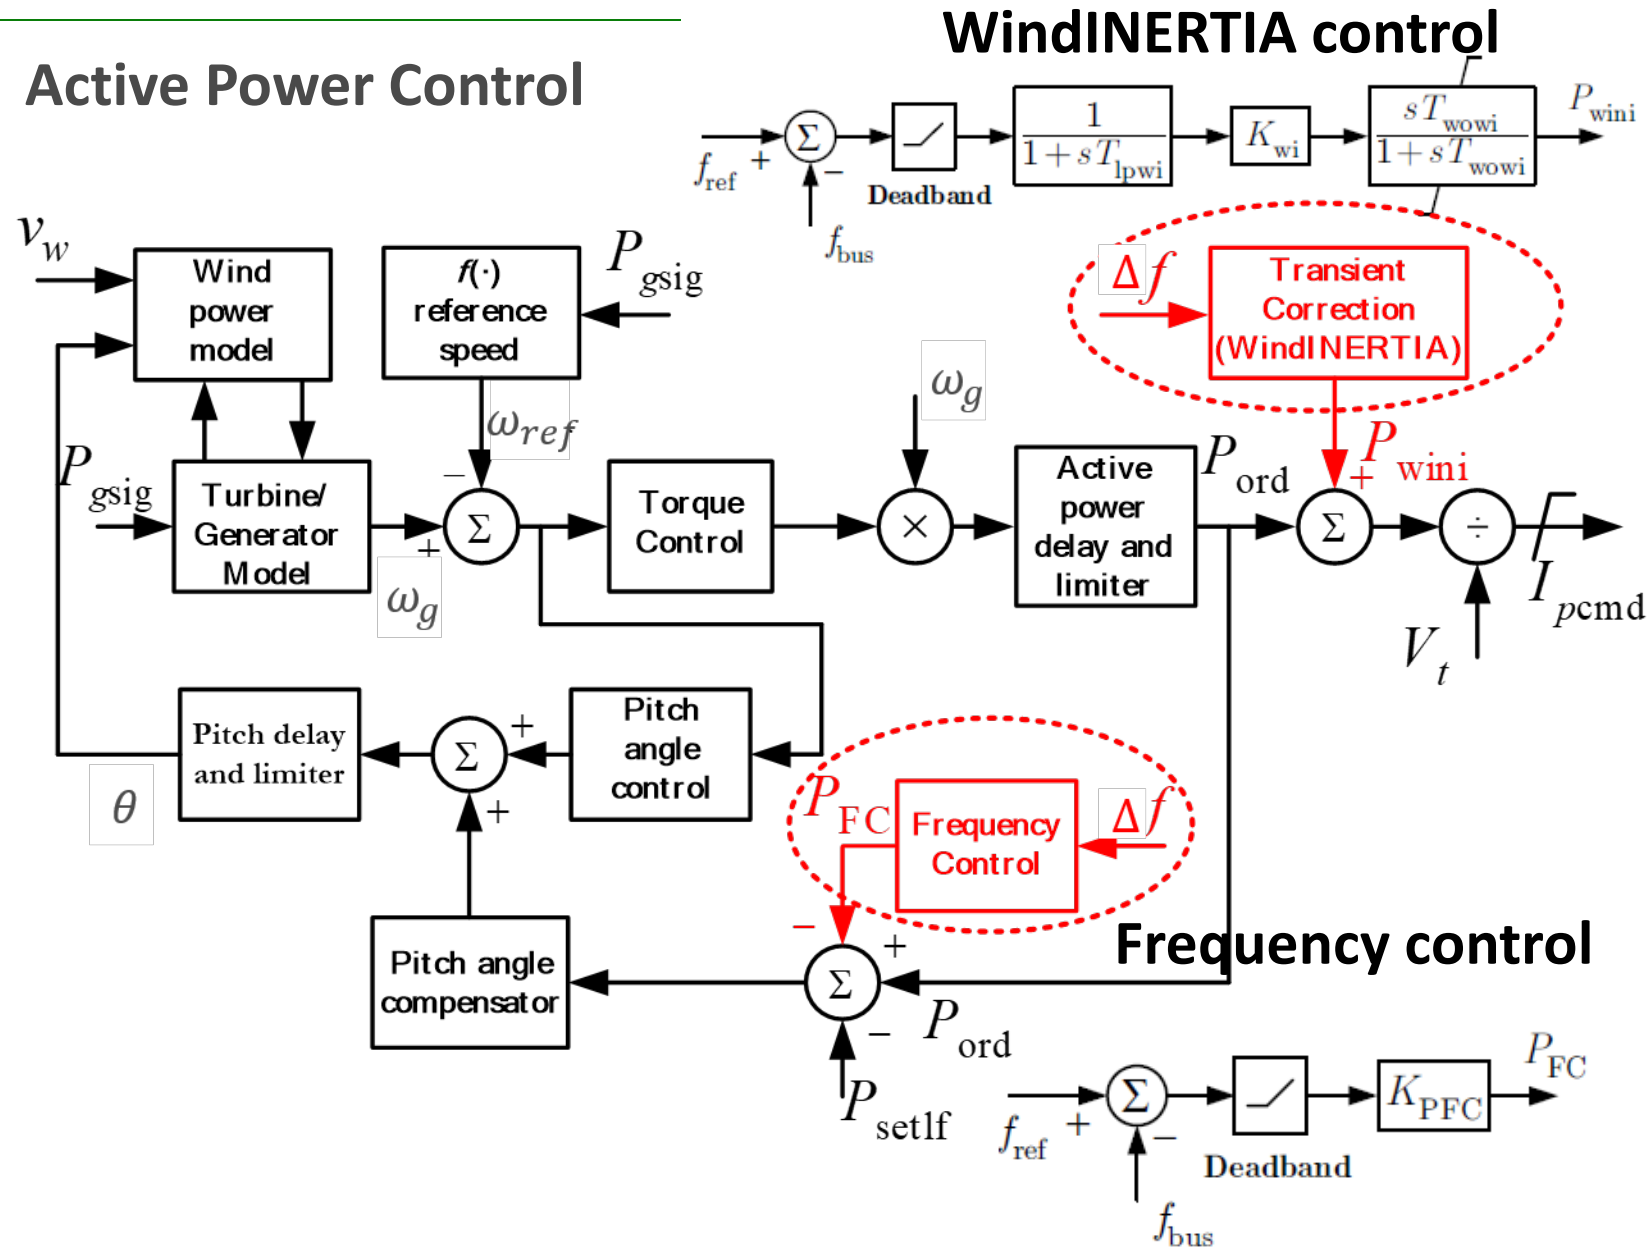 WindINERTIA control
Active Power Control
f_ref + Σ − f_bus
Deadband
1 / 1+sT_lpwi
K_wi
sT_wowi / 1+sT_wowi
P_wini
v_w
Wind
power
model
f(·)
reference
speed
P_gsig
Δf
Transient
Correction
(WindINERTIA)
ω_g
ω_ref
P_gsig
Turbine/
Generator
Model
ω_g
+
−
Σ
Torque
Control
×
Active
power
delay and
limiter
P_ord
P_wini
+
Σ
÷
I_pcmd
V_t
Pitch delay
and limiter
θ
Σ
+
+
Pitch
angle
control
P_FC
Frequency
Control
Δf
Pitch angle
compensator
−
+
Σ
−
P_ord
P_setlf
Frequency control
f_ref + Σ − f_bus
Deadband
K_PFC
P_FC